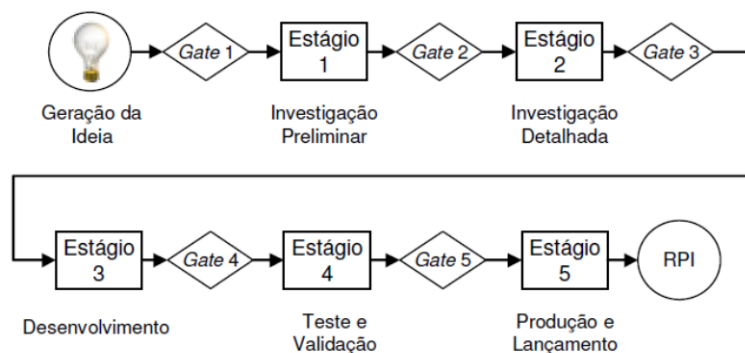 Gate 1
Estágio
1
Gate 2
Estágio
2
Gate 3
Geração da
Ideia
Investigação
Preliminar
Investigação
Detalhada
Estágio
3
Gate 4
Estágio
4
Gate 5
Estágio
5
RPI
Desenvolvimento
Teste e
Validação
Produção e
Lançamento